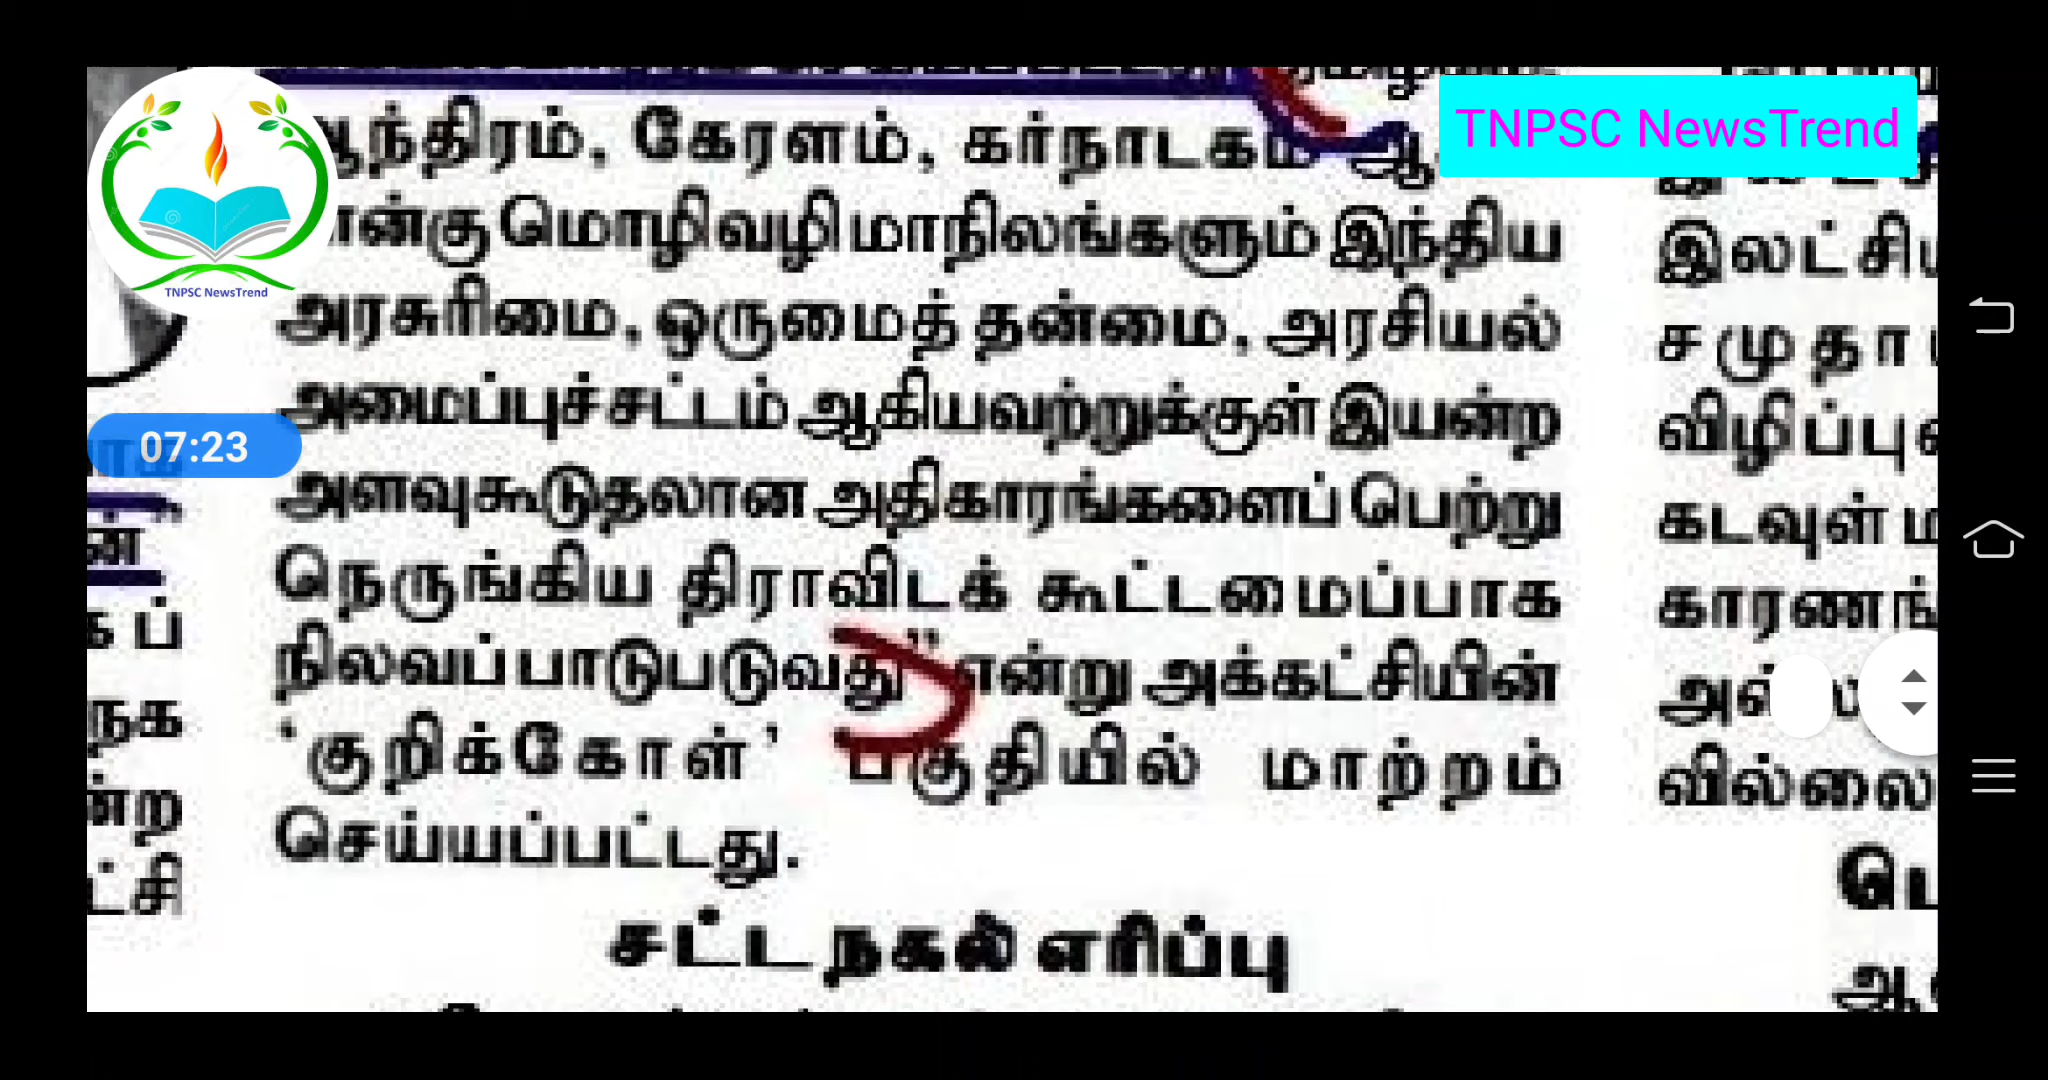 TNPSC NewsTrend
ஆந்திரம், கேரளம், கர்நாடகம்
நான்கு மொழிவழி மாநிலங்களும் இந்திய
TNPSC NewsTrend
அரசுரிமை, ஒருமைத் தன்மை, அரசியல்
அமைப்புச்சட்டம் ஆகியவற்றுக்குள் இயன்ற
07:23
அளவு கூடுதலான அதிகாரங்களைப் பெற்று
நெருங்கிய திராவிடக் கூட்டமைப்பாக
நிலவப் பாடுபடுவது" என்று அக்கட்சியின்
'குறிக்கோள்' பகுதியில் மாற்றம்
செய்யப்பட்டது.
சட்ட நகல் எரிப்பு
சமுதா
கடவுள்
வில்லை